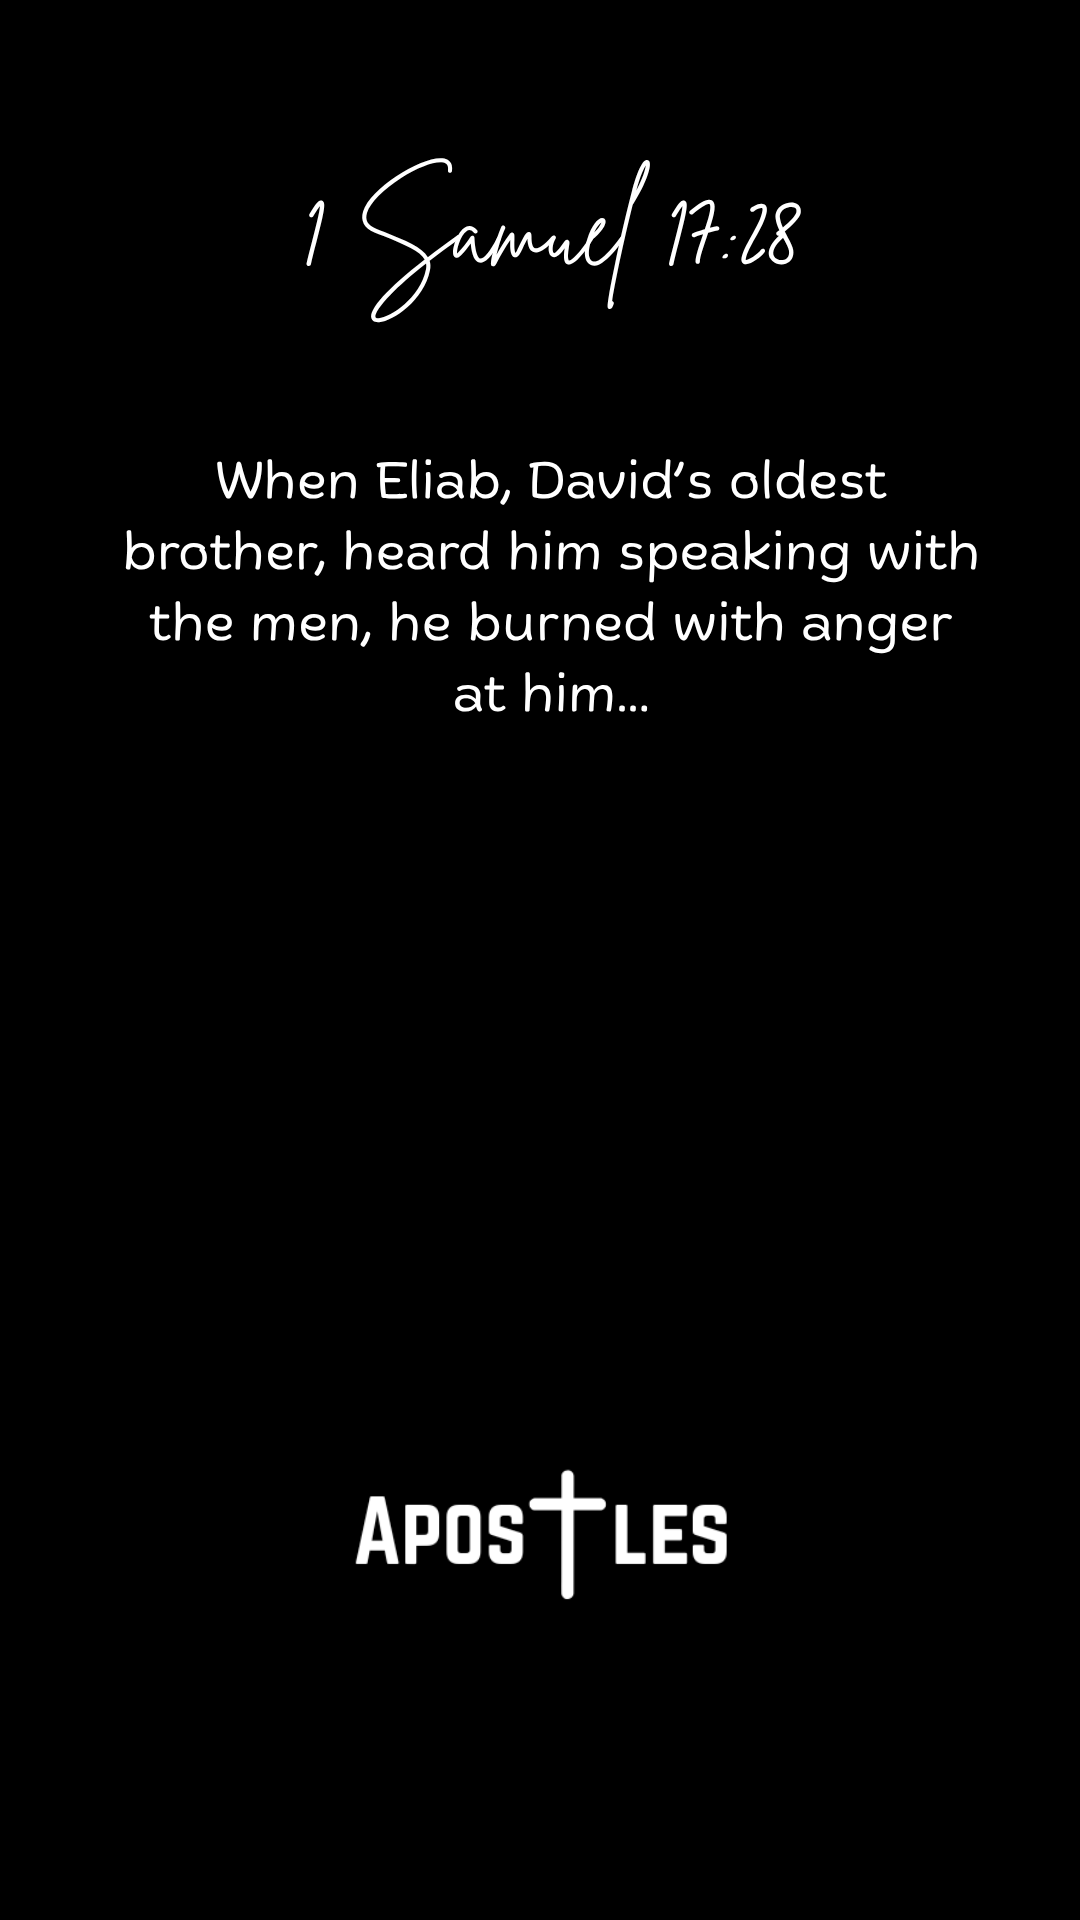 1 Samuel 17:28
When Eliab, David’s oldest
brother, heard him speaking with
the men, he burned with anger
at him...
APOSTLES